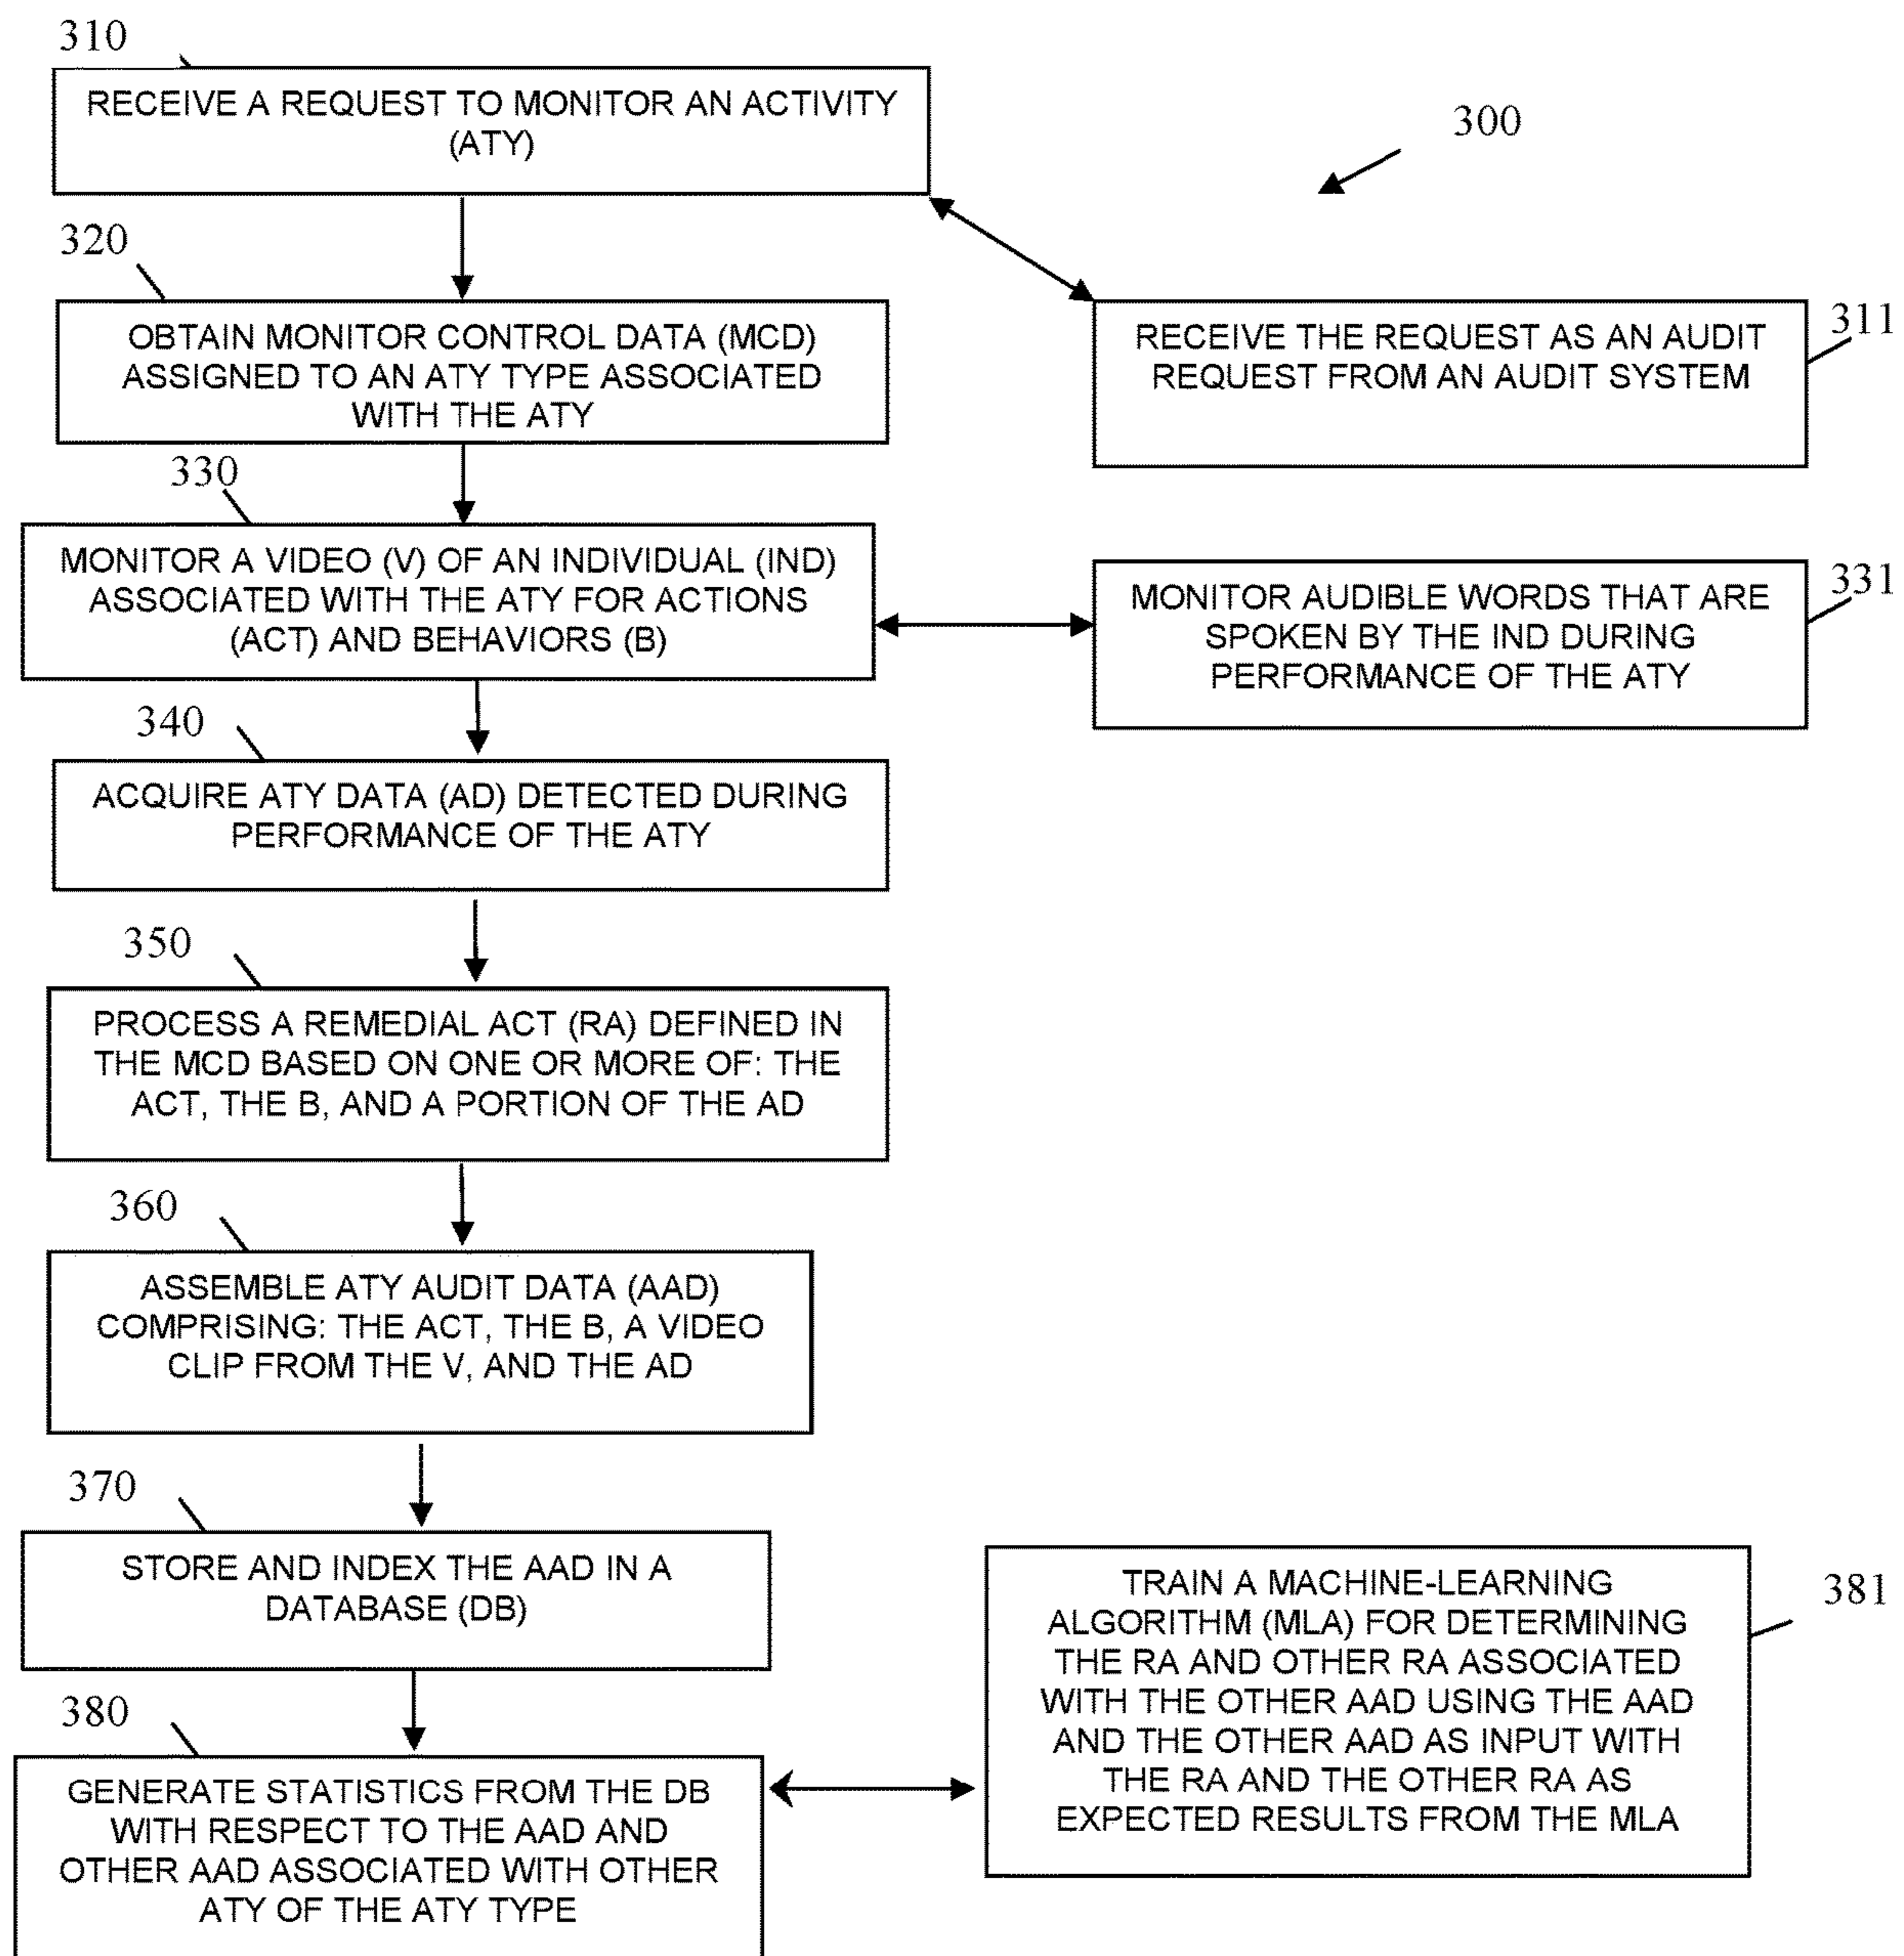 310
RECEIVE A REQUEST TO MONITOR AN ACTIVITY
(ATY)
300
320
OBTAIN MONITOR CONTROL DATA (MCD)
ASSIGNED TO AN ATY TYPE ASSOCIATED
WITH THE ATY
311
RECEIVE THE REQUEST AS AN AUDIT
REQUEST FROM AN AUDIT SYSTEM
330
MONITOR A VIDEO (V) OF AN INDIVIDUAL (IND)
ASSOCIATED WITH THE ATY FOR ACTIONS
(ACT) AND BEHAVIORS (B)
331
MONITOR AUDIBLE WORDS THAT ARE
SPOKEN BY THE IND DURING
PERFORMANCE OF THE ATY
340
ACQUIRE ATY DATA (AD) DETECTED DURING
PERFORMANCE OF THE ATY
350
PROCESS A REMEDIAL ACT (RA) DEFINED IN
THE MCD BASED ON ONE OR MORE OF: THE
ACT, THE B, AND A PORTION OF THE AD
360
ASSEMBLE ATY AUDIT DATA (AAD)
COMPRISING: THE ACT, THE B, A VIDEO
CLIP FROM THE V, AND THE AD
370
STORE AND INDEX THE AAD IN A
DATABASE (DB)
381
TRAIN A MACHINE-LEARNING
ALGORITHM (MLA) FOR DETERMINING
THE RA AND OTHER RA ASSOCIATED
WITH THE OTHER AAD USING THE AAD
AND THE OTHER AAD AS INPUT WITH
THE RA AND THE OTHER RA AS
EXPECTED RESULTS FROM THE MLA
380
GENERATE STATISTICS FROM THE DB
WITH RESPECT TO THE AAD AND
OTHER AAD ASSOCIATED WITH OTHER
ATY OF THE ATY TYPE